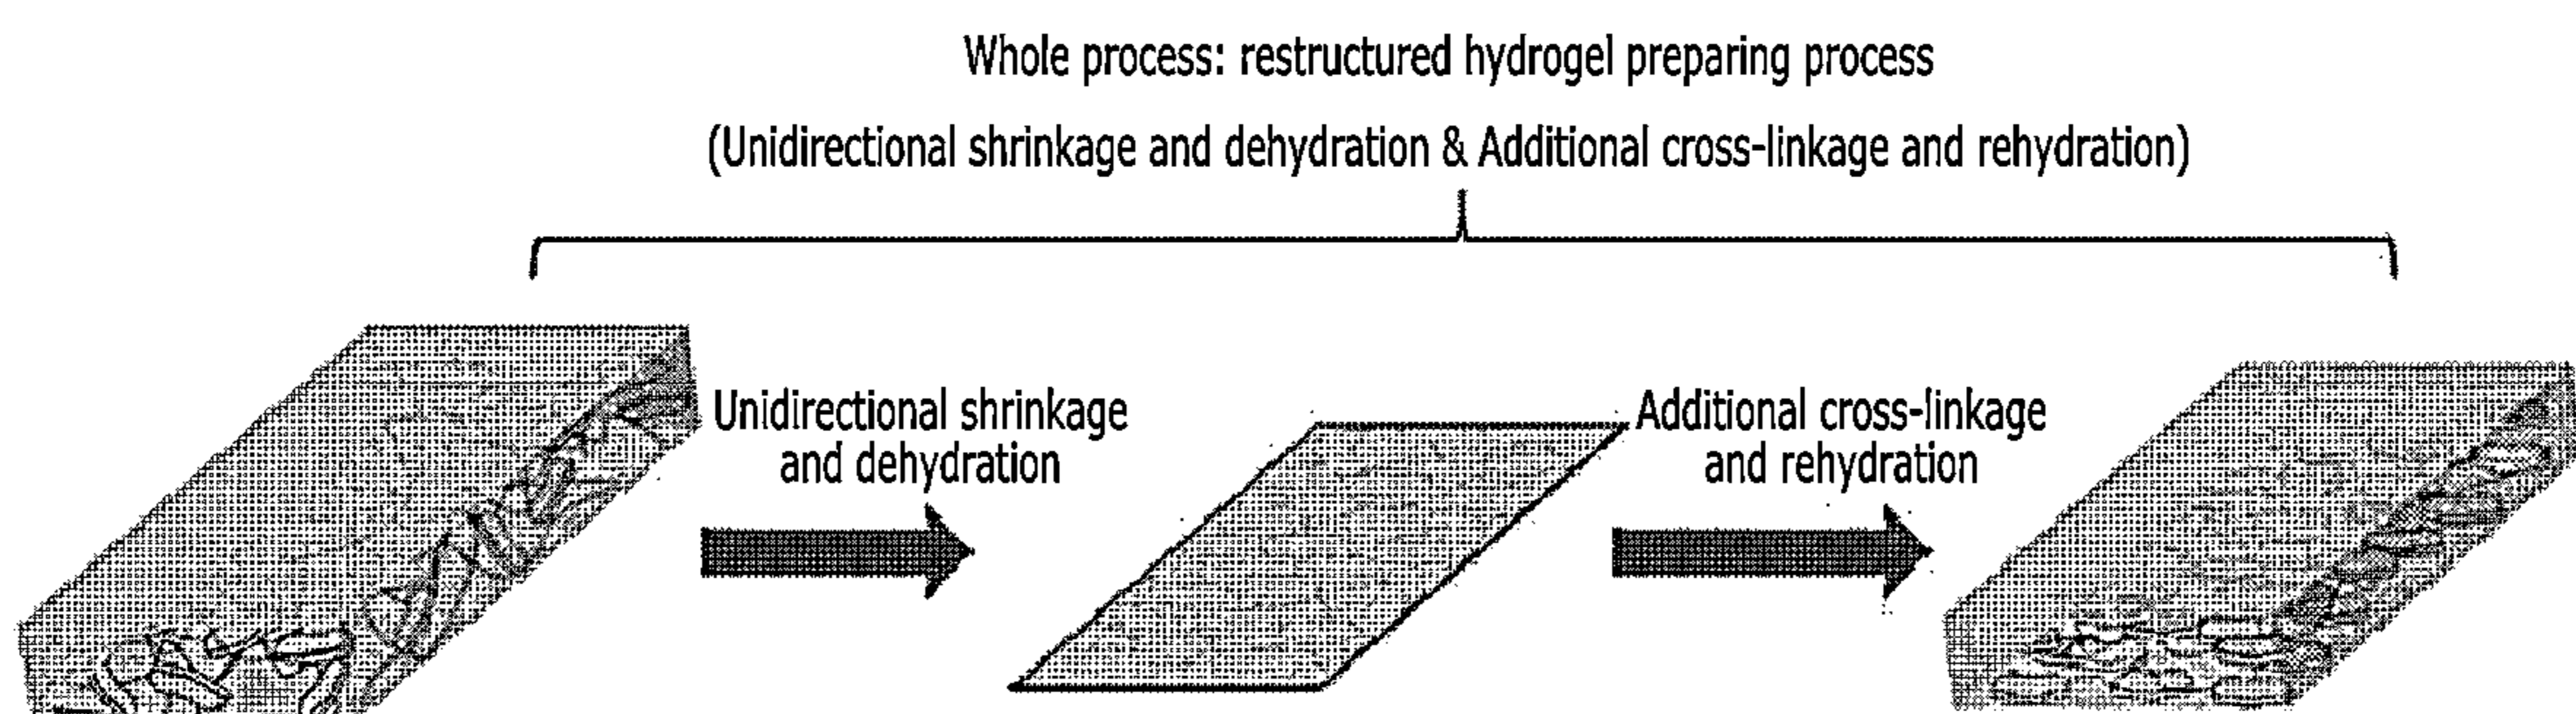 Whole process: restructured hydrogel preparing process
(Unidirectional shrinkage and dehydration & Additional cross-linkage and rehydration)
Unidirectional shrinkage
and dehydration
Additional cross-linkage
and rehydration